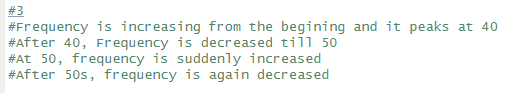 #3
#Frequency is increasing from the begining and it peaks at 40
#After 40, Frequency is decreased till 50
#At 50, frequency is suddenly increased
#After 50s, frequency is again decreased